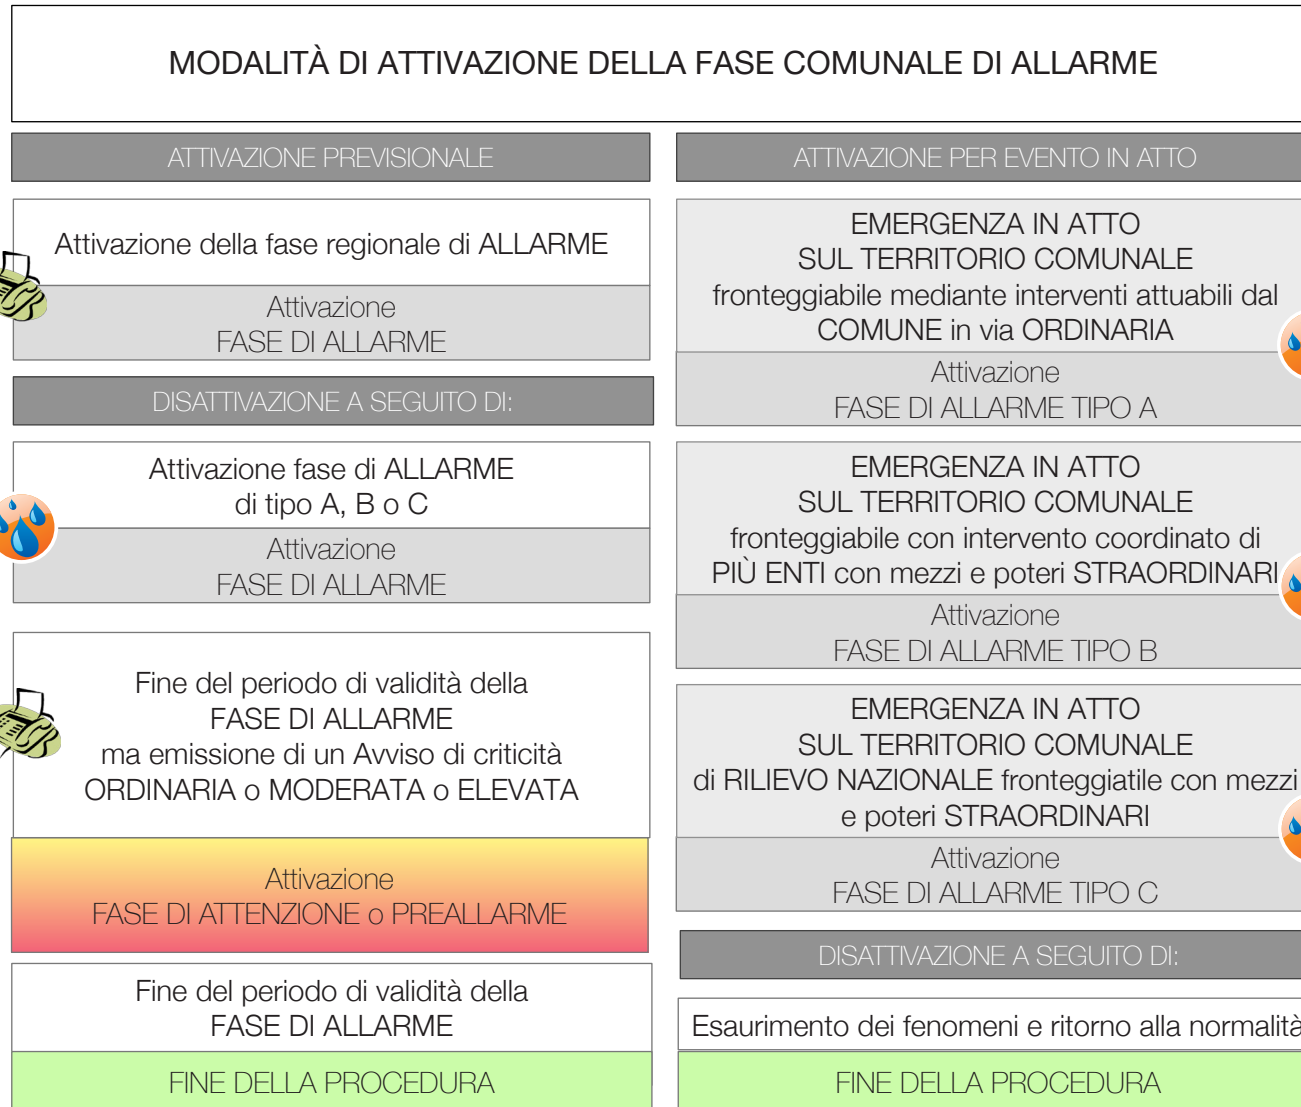 MODALITÀ DI ATTIVAZIONE DELLA FASE COMUNALE DI ALLARME
ATTIVAZIONE PREVISIONALE
Attivazione della fase regionale di ALLARME
Attivazione
FASE DI ALLARME
DISATTIVAZIONE A SEGUITO DI:
Attivazione fase di ALLARME
di tipo A, B o C
Attivazione
FASE DI ALLARME
Fine del periodo di validità della
FASE DI ALLARME
ma emissione di un Avviso di criticità
ORDINARIA o MODERATA o ELEVATA
Attivazione
FASE DI ATTENZIONE o PREALLARME
Fine del periodo di validità della
FASE DI ALLARME
FINE DELLA PROCEDURA
ATTIVAZIONE PER EVENTO IN ATTO
EMERGENZA IN ATTO
SUL TERRITORIO COMUNALE
fronteggiabile mediante interventi attuabili dal
COMUNE in via ORDINARIA
Attivazione
FASE DI ALLARME TIPO A
EMERGENZA IN ATTO
SUL TERRITORIO COMUNALE
fronteggiabile con intervento coordinato di
PIÙ ENTI con mezzi e poteri STRAORDINARI
Attivazione
FASE DI ALLARME TIPO B
EMERGENZA IN ATTO
SUL TERRITORIO COMUNALE
di RILIEVO NAZIONALE fronteggiatile con mezzi
e poteri STRAORDINARI
Attivazione
FASE DI ALLARME TIPO C
DISATTIVAZIONE A SEGUITO DI:
Esaurimento dei fenomeni e ritorno alla normalità
FINE DELLA PROCEDURA